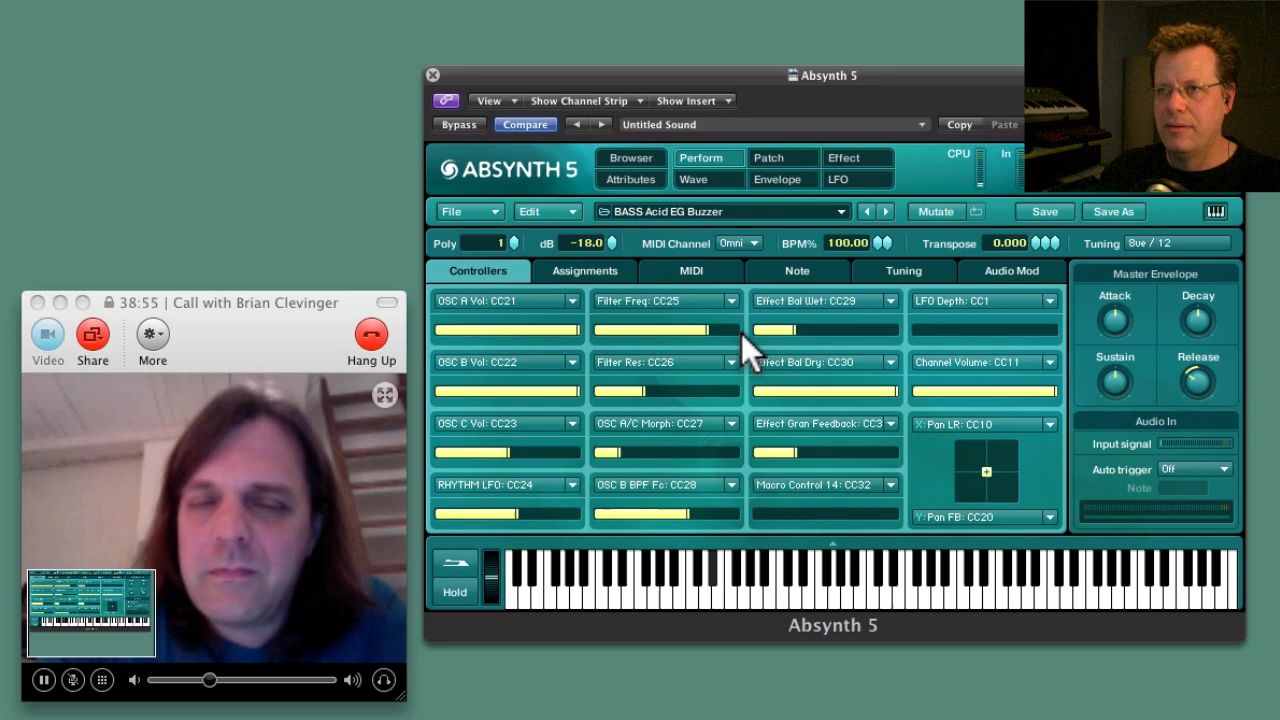 Absynth 5
View
Show Channel Strip
Show Insert
Bypass
Compare
Untitled Sound
Copy
Paste
ABSYNTH 5
Browser
Perform
Patch
Effect
Attributes
Wave
Envelope
LFO
CPU
In
File
Edit
BASS Acid EG Buzzer
Mutate
Save
Save As
Poly 1
dB -18.0
MIDI Channel Omni
BPM% 100.00
Transpose 0.000
Tuning 8ve / 12
Controllers
Assignments
MIDI
Note
Tuning
Audio Mod
OSC A Vol: CC21
Filter Freq: CC25
Effect Bal Wet: CC29
LFO Depth: CC1
OSC B Vol: CC22
Filter Res: CC26
Effect Bal Dry: CC30
Channel Volume: CC11
OSC C Vol: CC23
OSC A/C Morph: CC27
Effect Gran Feedback: CC3
X: Pan LR: CC10
RHYTHM LFO: CC24
OSC B BPF Fc: CC28
Macro Control 14: CC32
Y: Pan FB: CC20
Master Envelope
Attack
Decay
Sustain
Release
Audio In
Input signal
Auto trigger Off
Note
Hold
Absynth 5
38:55 | Call with Brian Clevinger
Video
Share
More
Hang Up